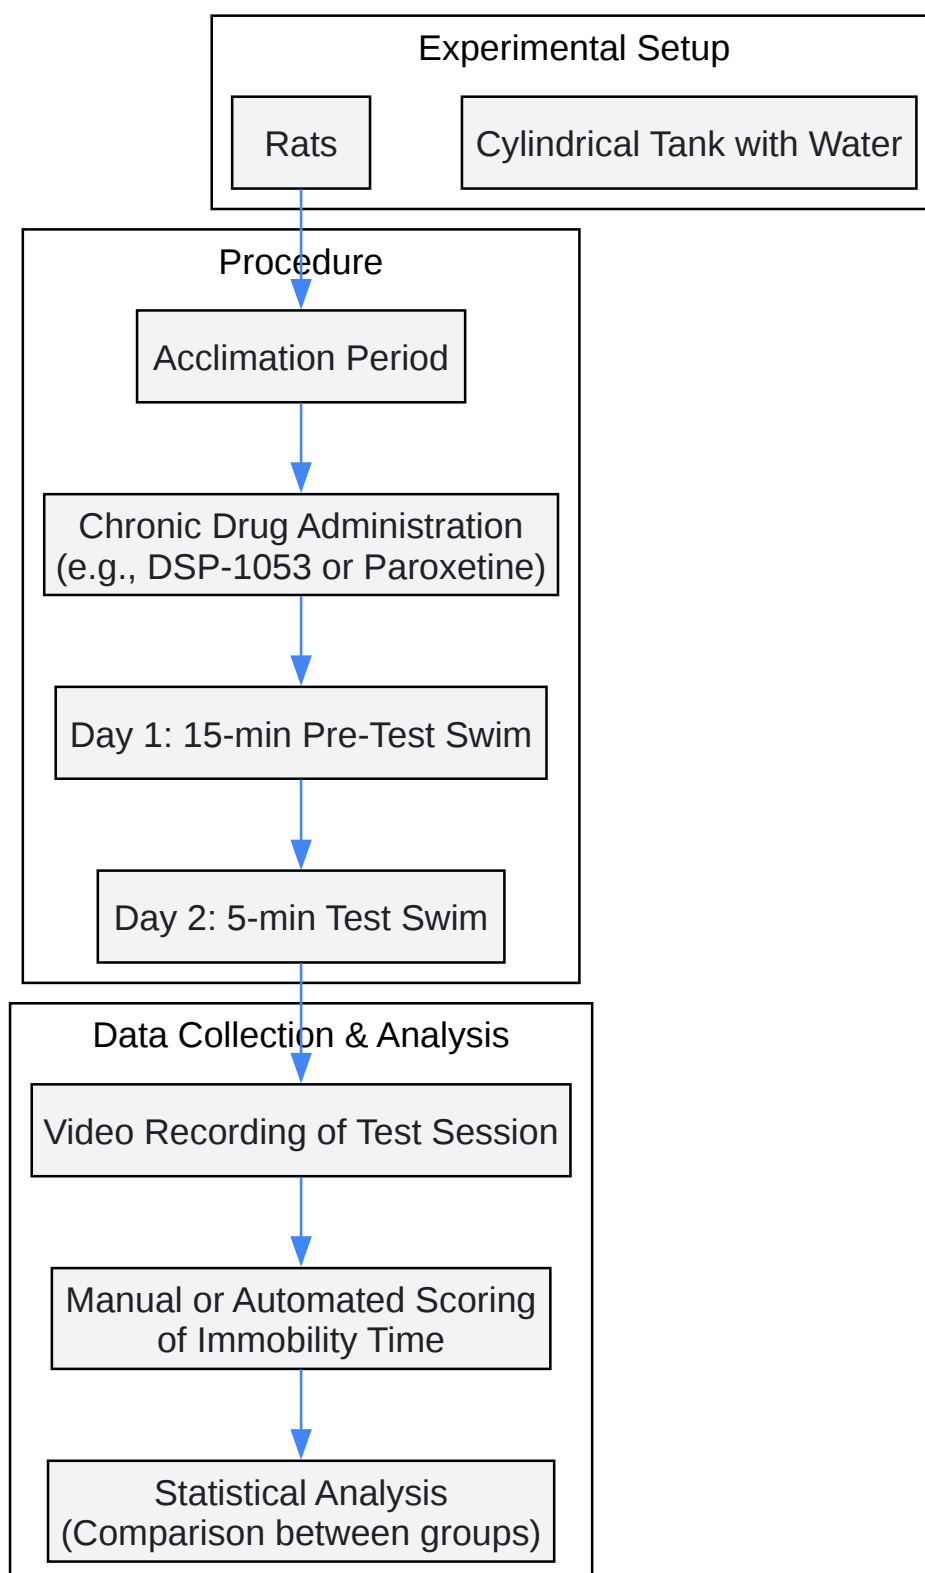 Experimental Setup
Rats
Cylindrical Tank with Water
Procedure
Acclimation Period
Chronic Drug Administration
(e.g., DSP-1053 or Paroxetine)
Day 1: 15-min Pre-Test Swim
Day 2: 5-min Test Swim
Data Collection & Analysis
Video Recording of Test Session
Manual or Automated Scoring
of Immobility Time
Statistical Analysis
(Comparison between groups)